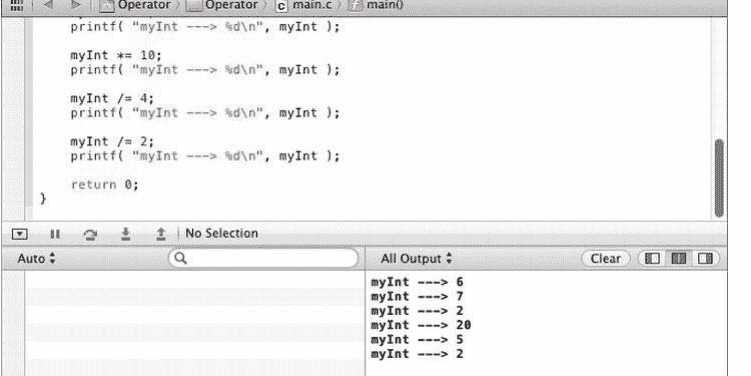 Operator Operator c main.c f main()
printf( "myInt ---> %d\n", myInt );
myInt *= 10;
printf( "myInt ---> %d\n", myInt );
myInt /= 4;
printf( "myInt ---> %d\n", myInt );
myInt /= 2;
printf( "myInt ---> %d\n", myInt );
return 0;
}
No Selection
Auto
All Output
Clear
myInt ---> 6
myInt ---> 7
myInt ---> 2
myInt ---> 20
myInt ---> 5
myInt ---> 2